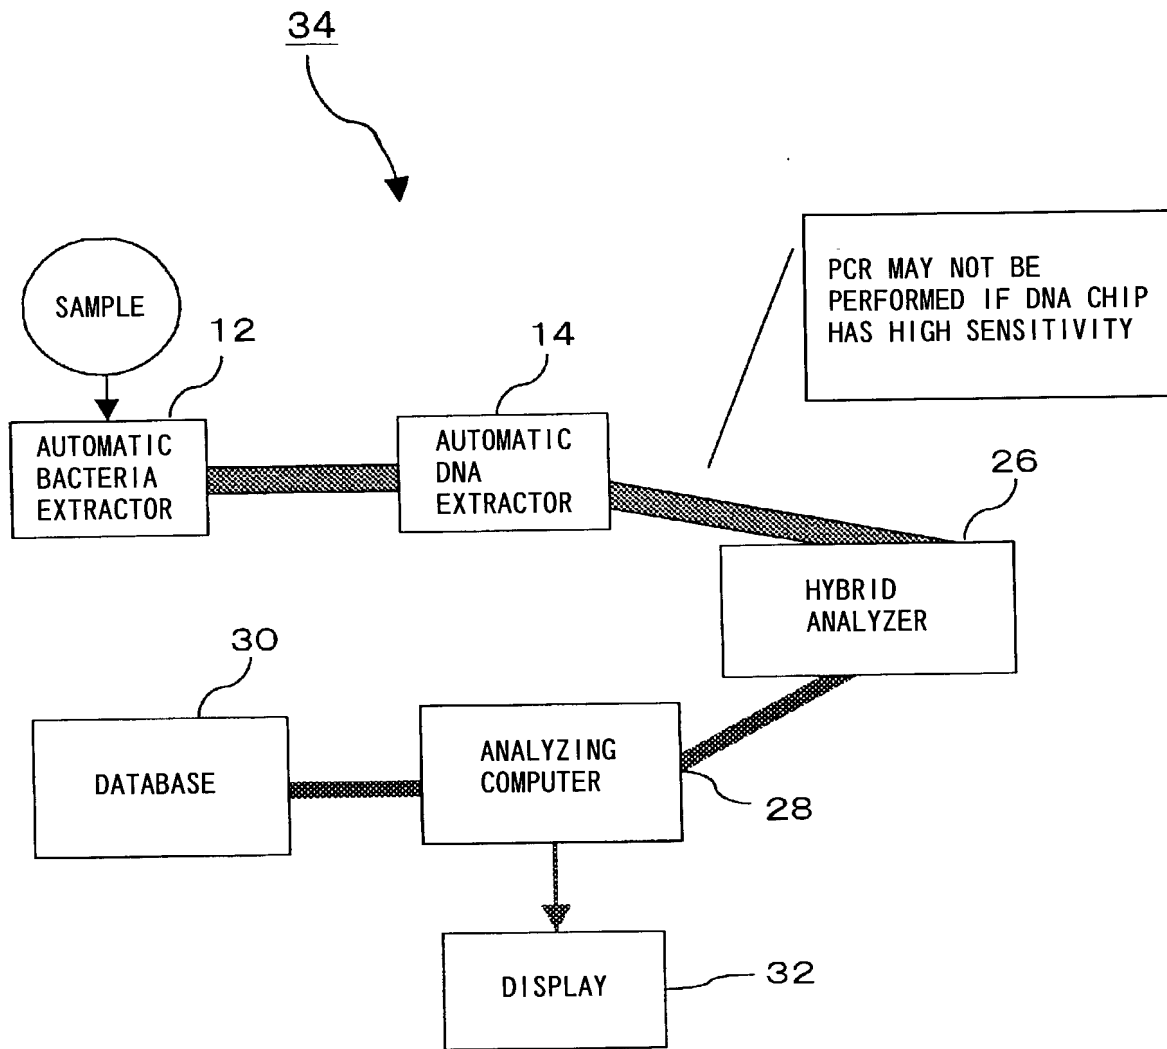 34
SAMPLE
12
14
PCR MAY NOT BE
PERFORMED IF DNA CHIP
HAS HIGH SENSITIVITY
AUTOMATIC
BACTERIA
EXTRACTOR
AUTOMATIC
DNA
EXTRACTOR
26
HYBRID
ANALYZER
30
DATABASE
ANALYZING
COMPUTER
28
DISPLAY
32